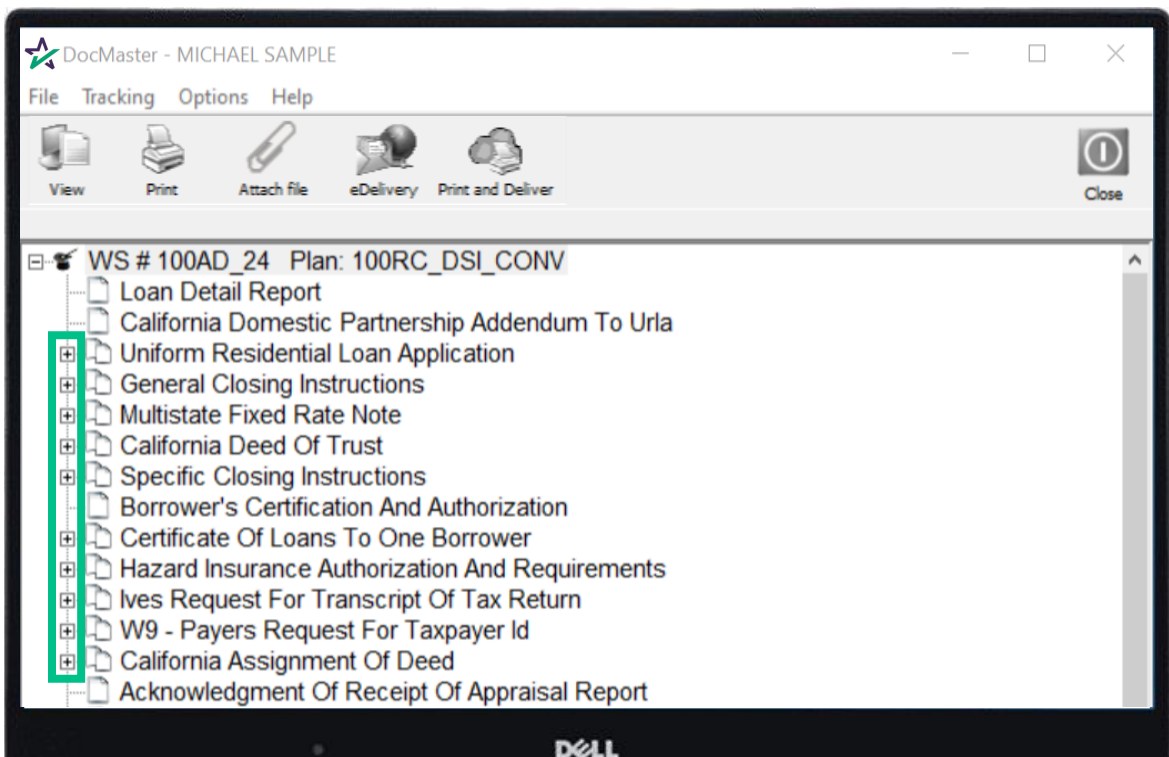 DocMaster - MICHAEL SAMPLE
File Tracking Options Help
View Print Attach file eDelivery Print and Deliver Close
WS # 100AD_24 Plan: 100RC_DSI_CONV
Loan Detail Report
California Domestic Partnership Addendum To Urla
Uniform Residential Loan Application
General Closing Instructions
Multistate Fixed Rate Note
California Deed Of Trust
Specific Closing Instructions
Borrower's Certification And Authorization
Certificate Of Loans To One Borrower
Hazard Insurance Authorization And Requirements
Ives Request For Transcript Of Tax Return
W9 - Payers Request For Taxpayer Id
California Assignment Of Deed
Acknowledgment Of Receipt Of Appraisal Report
DELL